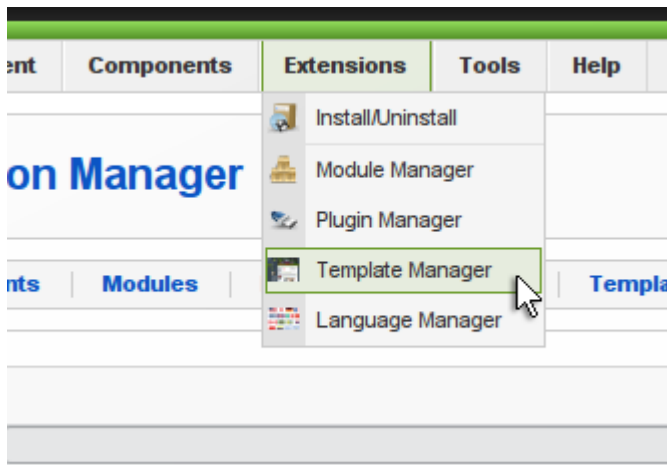 ent Components Extensions Tools Help
Install/Uninstall
on Manager
Module Manager
Plugin Manager
Template Manager
nts Modules Templa
Language Manager